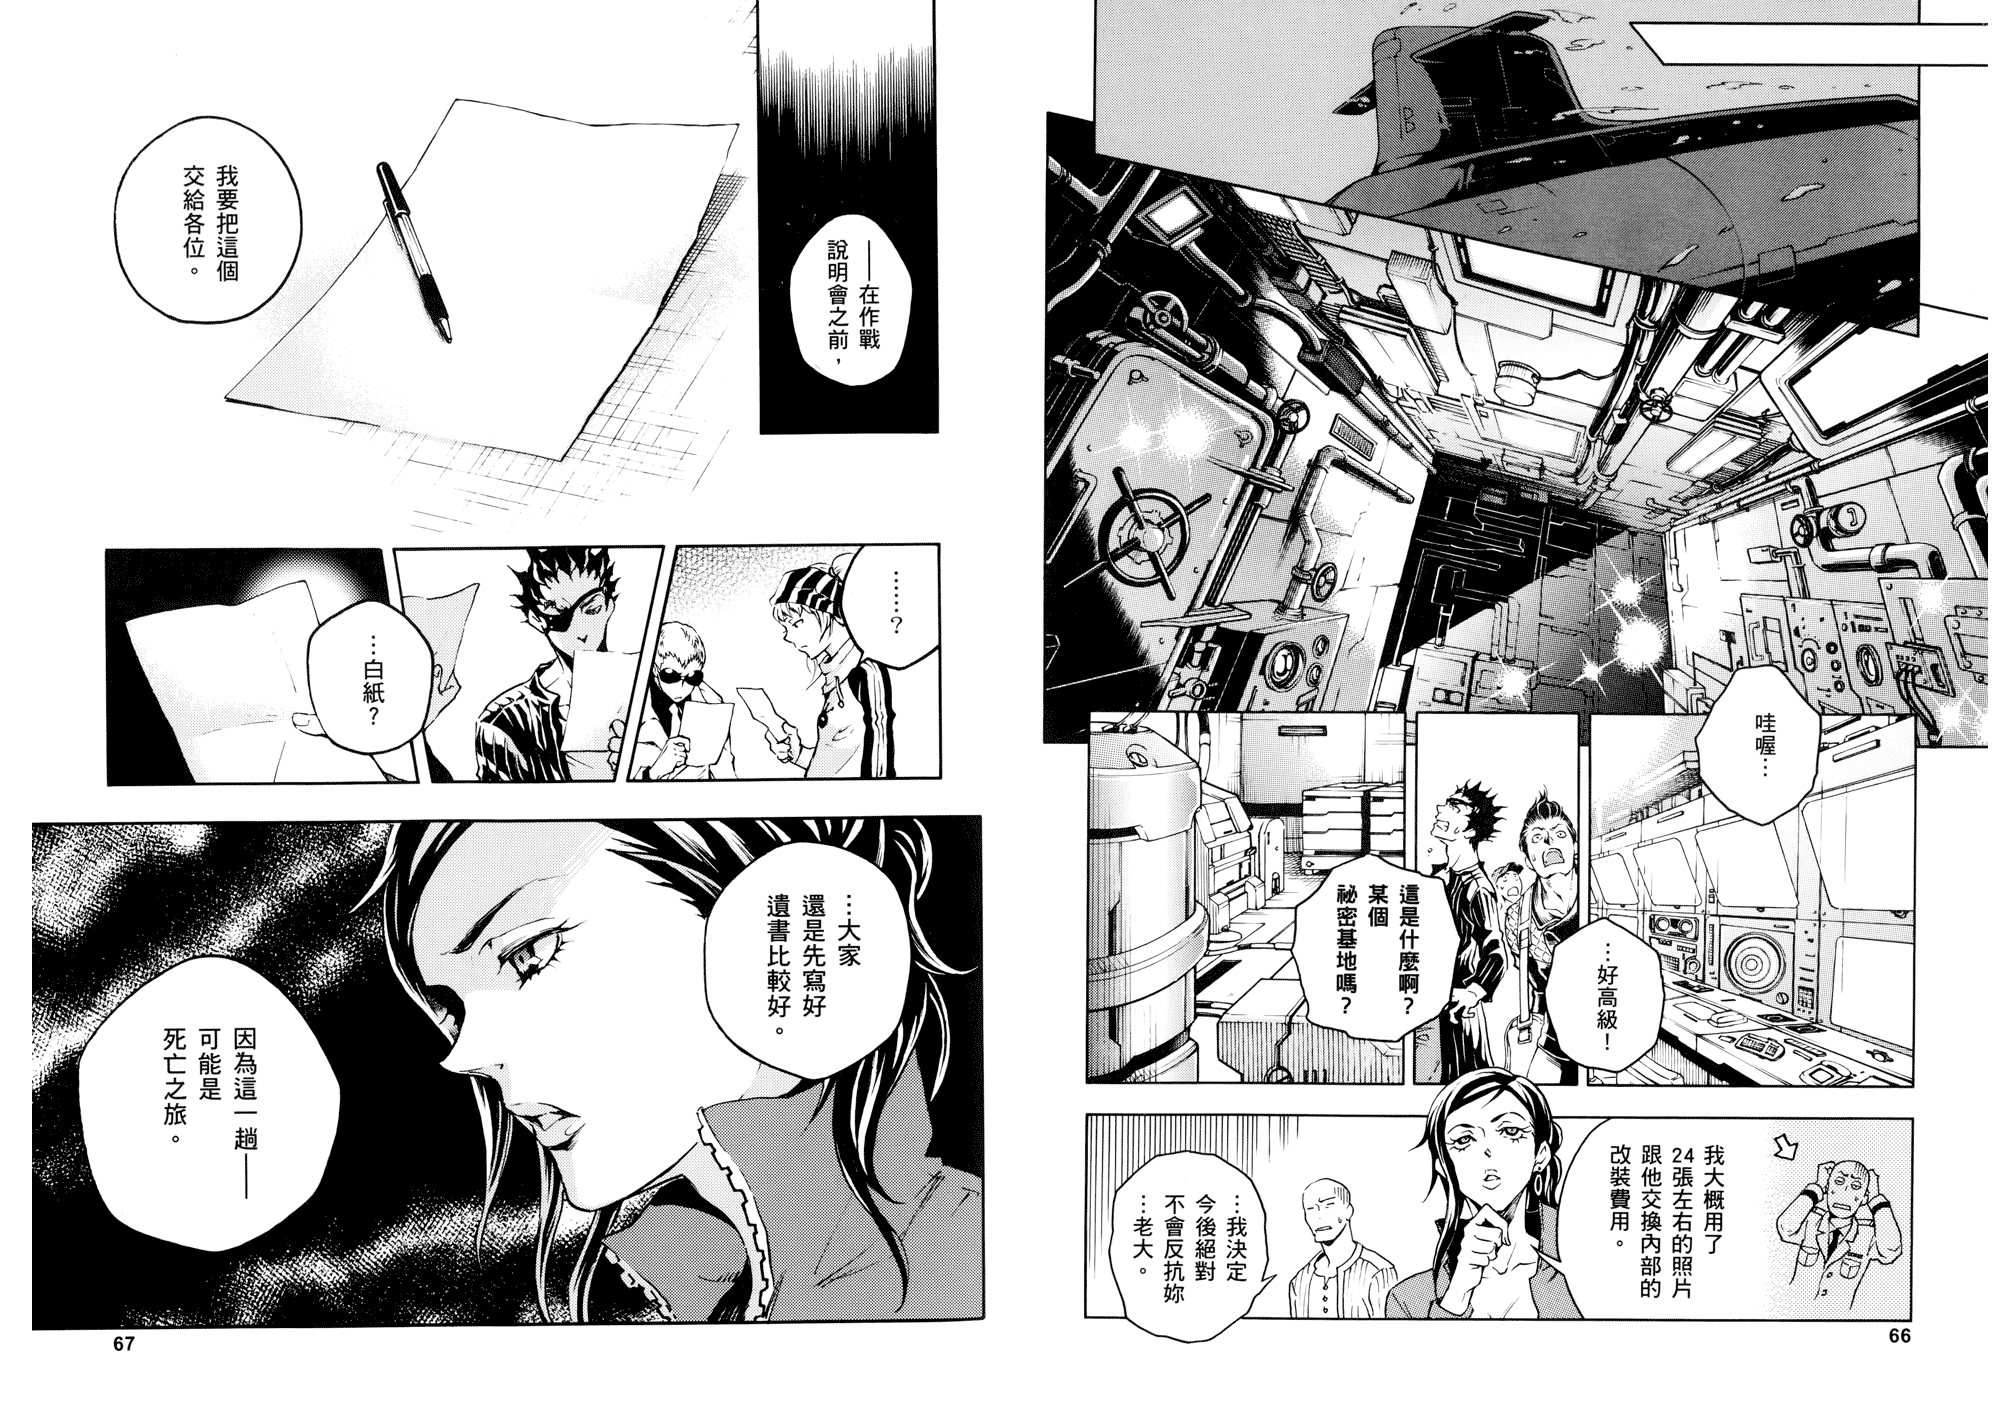 B
哇喔…
…好高級！
這是什麼啊？
某個
祕密基地嗎？
我大概用了
24張左右的照片
跟他交換內部的
改裝費用。
…我決定
今後絕對
不會反抗妳
…老大。
66
——在作戰
說明會之前，
我要把這個
交給各位。
……？
…白紙？
…大家
還是先寫好
遺書比較好。
因為這一趟——
可能是
死亡之旅。
67